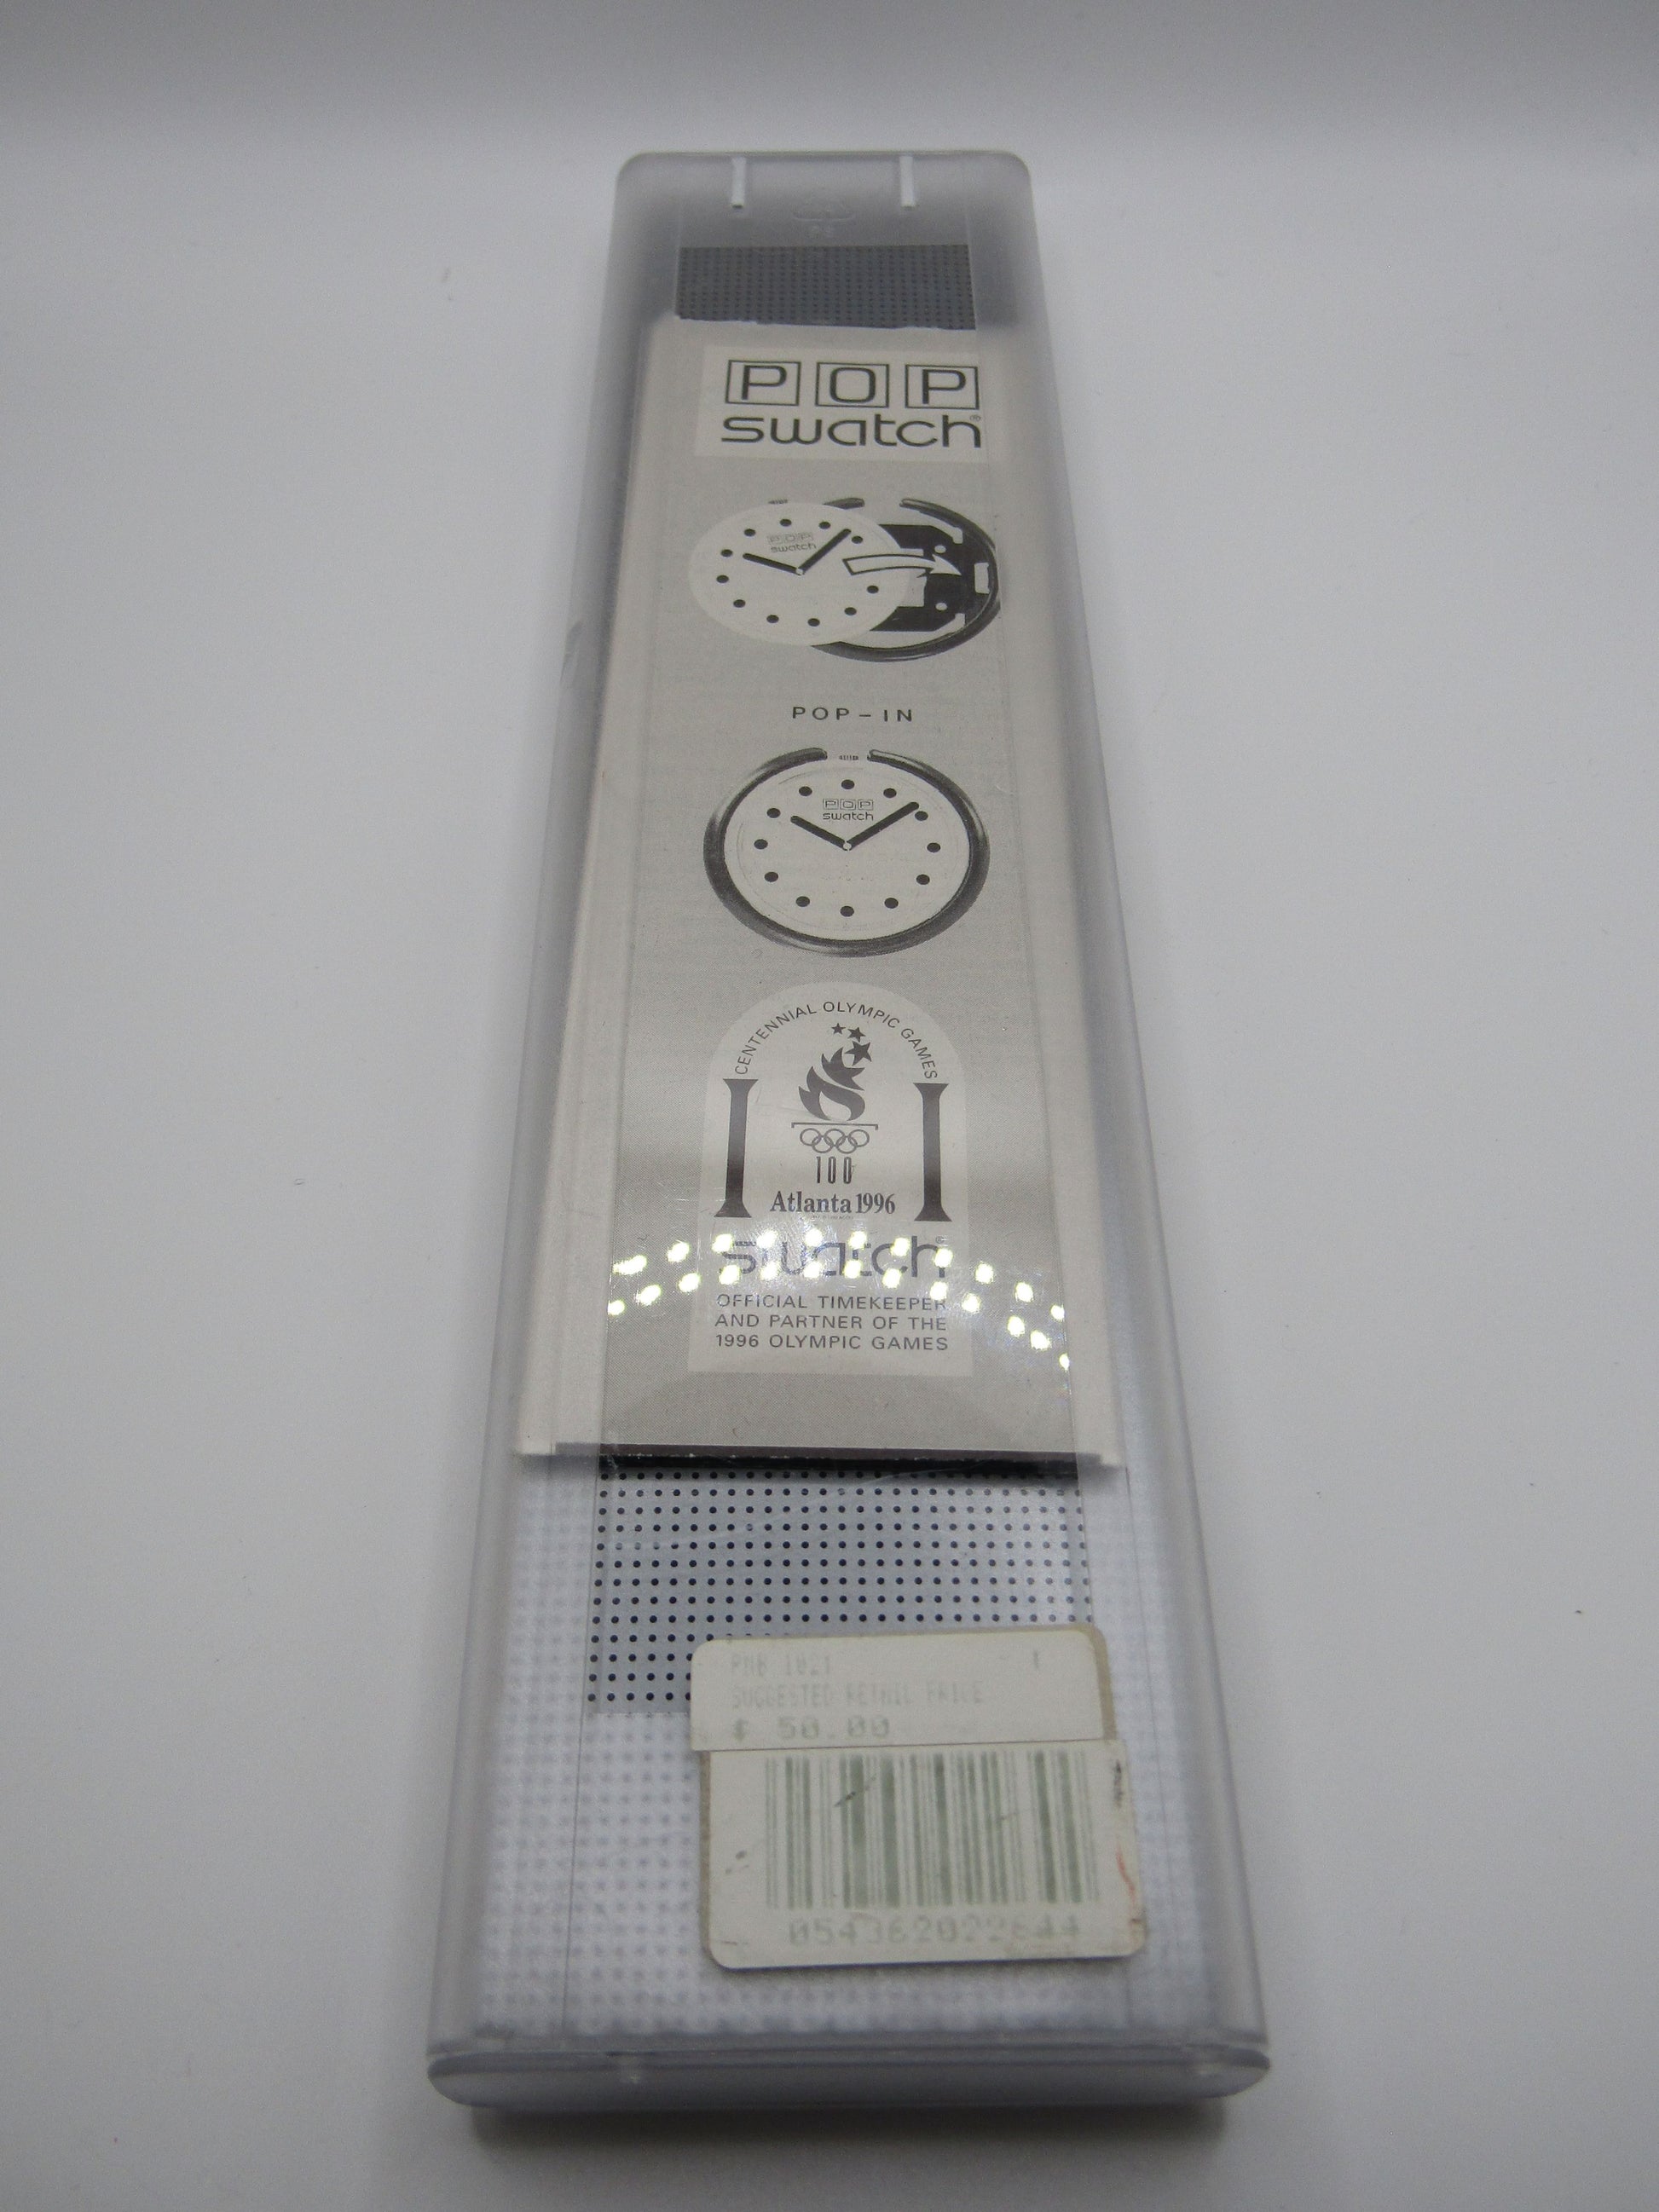 POP
swatch®
POP
swatch
POP-IN
POP
swatch
CENTENNIAL OLYMPIC GAMES
100
Atlanta 1996
swatch
OFFICIAL TIMEKEEPER
AND PARTNER OF THE
1996 OLYMPIC GAMES
SUGGESTED RETAIL PRICE
$ 50.00